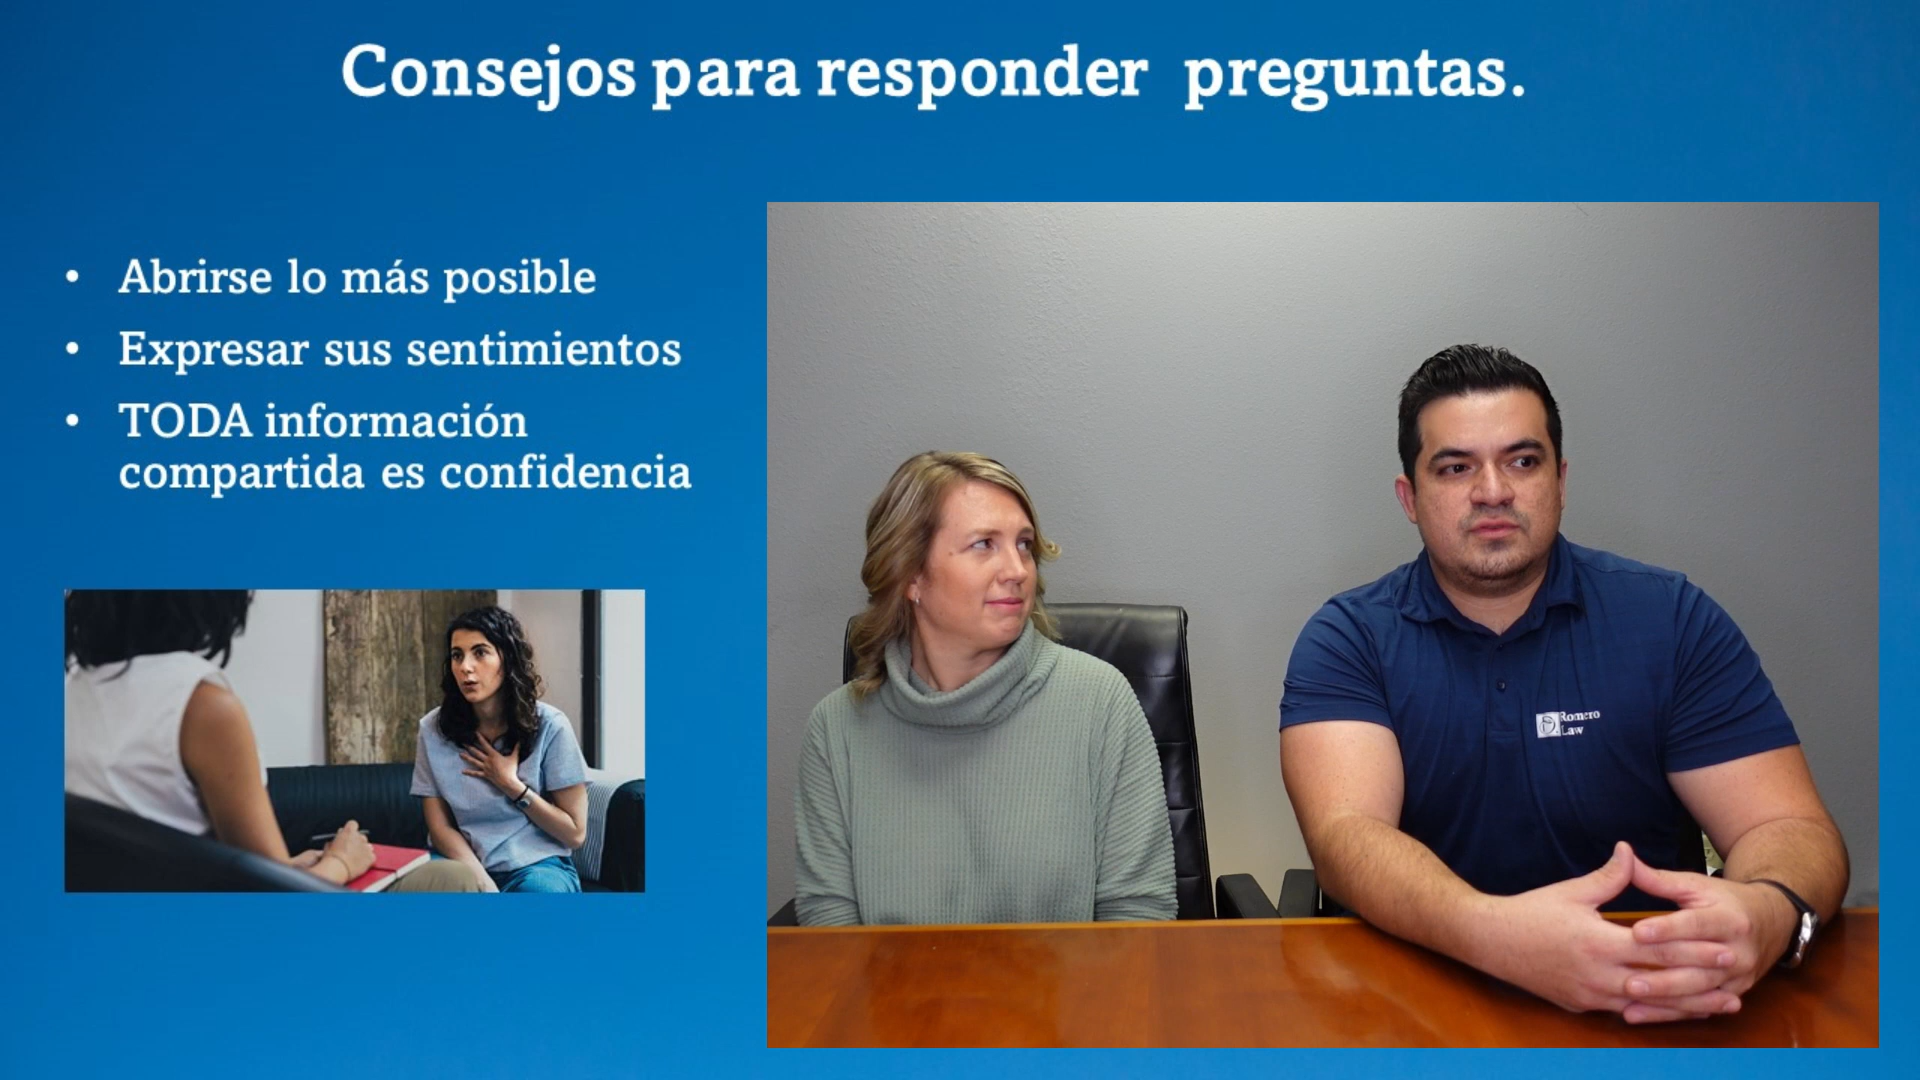 Consejos para responder preguntas.
• Abrirse lo más posible
• Expresar sus sentimientos
• TODA información
compartida es confidencia
Romero
Law